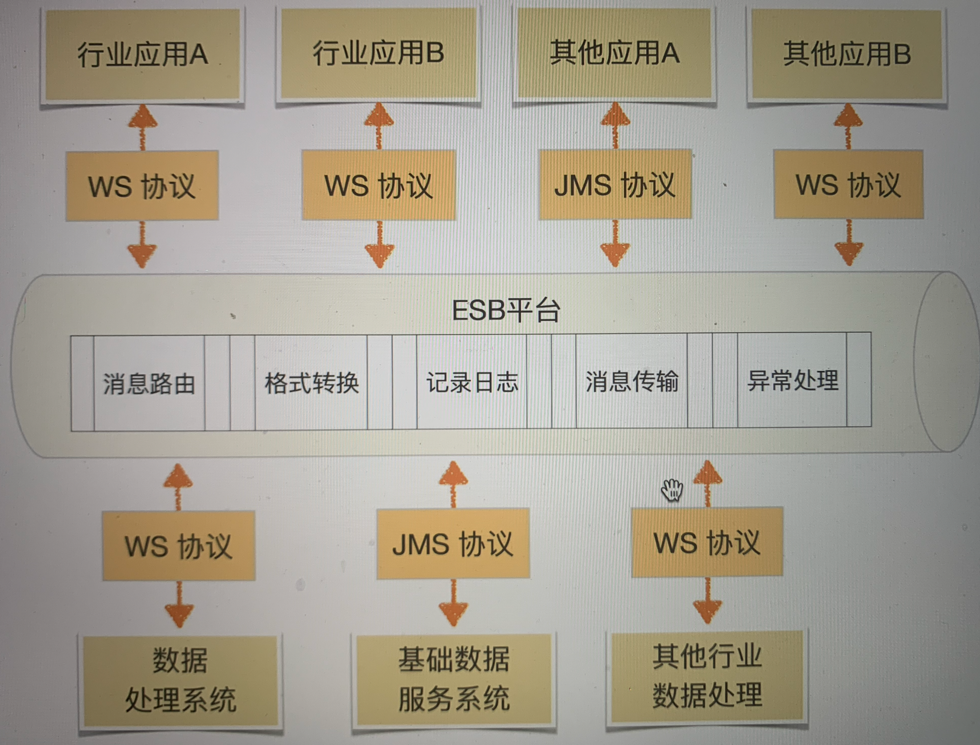 行业应用A
行业应用B
其他应用A
其他应用B
WS 协议
WS 协议
JMS 协议
WS 协议
ESB平台
消息路由
格式转换
记录日志
消息传输
异常处理
WS 协议
JMS 协议
WS 协议
数据
处理系统
基础数据
服务系统
其他行业
数据处理